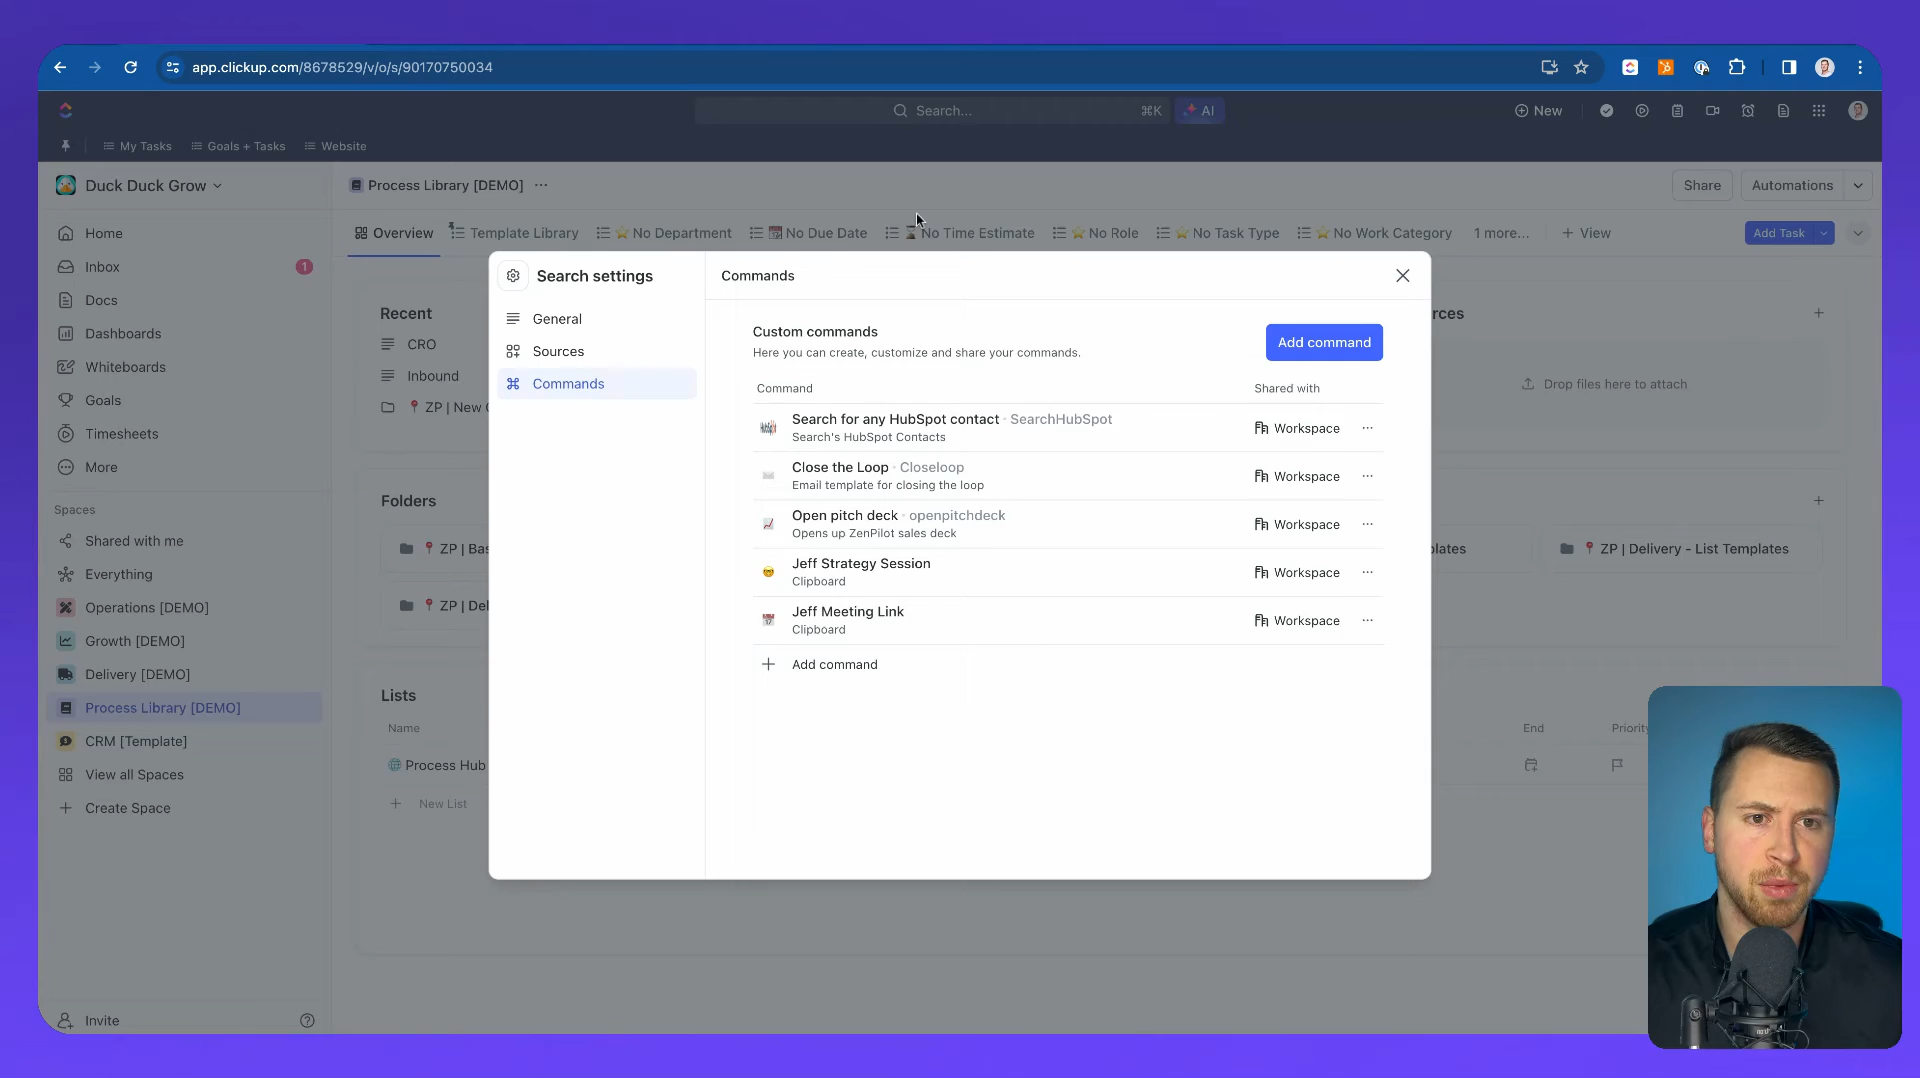 app.clickup.com/8678529/v/o/s/90170750034
Search...
⌘K
AI
New
My Tasks
Goals + Tasks
Website
Duck Duck Grow
Process Library [DEMO]
Share
Automations
Home
Inbox
1
Docs
Dashboards
Whiteboards
Goals
Timesheets
More
Spaces
Shared with me
Everything
Operations [DEMO]
Growth [DEMO]
Delivery [DEMO]
Process Library [DEMO]
CRM [Template]
View all Spaces
Create Space
Invite
Overview
Template Library
No Department
No Due Date
No Time Estimate
No Role
No Task Type
No Work Category
1 more...
+ View
Add Task
Recent
CRO
Inbound
ZP | New
Folders
ZP | Bas
ZP | Del
Lists
Name
Process Hub
New List
Search settings
General
Sources
Commands
Commands
Custom commands
Here you can create, customize and share your commands.
Add command
Command
Shared with
Search for any HubSpot contact · SearchHubSpot
Search's HubSpot Contacts
Workspace
Close the Loop · Closeloop
Email template for closing the loop
Workspace
Open pitch deck · openpitchdeck
Opens up ZenPilot sales deck
Workspace
Jeff Strategy Session
Clipboard
Workspace
Jeff Meeting Link
Clipboard
Workspace
Add command
rces
Drop files here to attach
plates
ZP | Delivery - List Templates
End
Priority